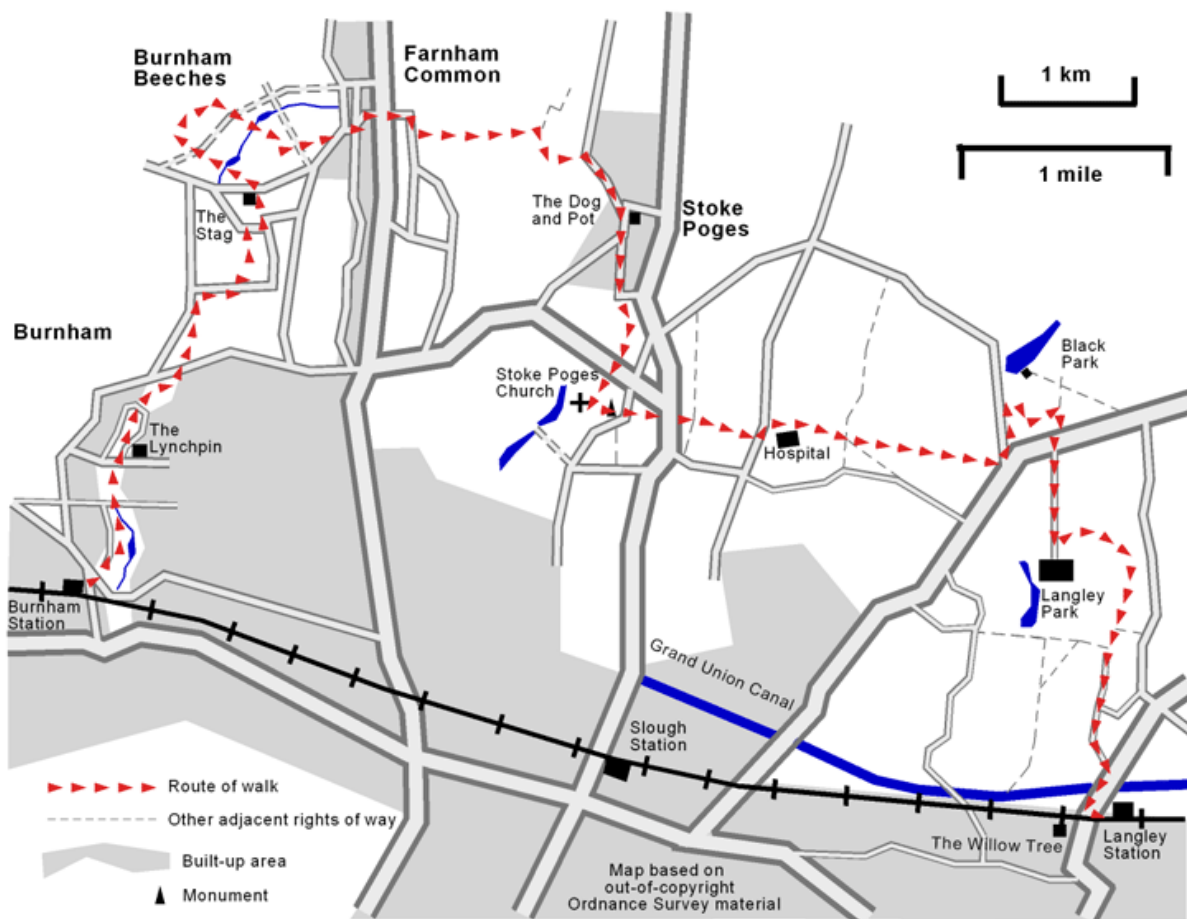 Burnham
Beeches
Farnham
Common
1 km
1 mile
The
Stag
The Dog
and Pot
Stoke
Poges
Burnham
Black
Park
Stoke Poges
Church
The
Lynchpin
Hospital
Langley
Park
Burnham
Station
Grand Union Canal
Slough
Station
Route of walk
Other adjacent rights of way
Built-up area
Monument
The Willow Tree
Langley
Station
Map based on
out-of-copyright
Ordnance Survey material